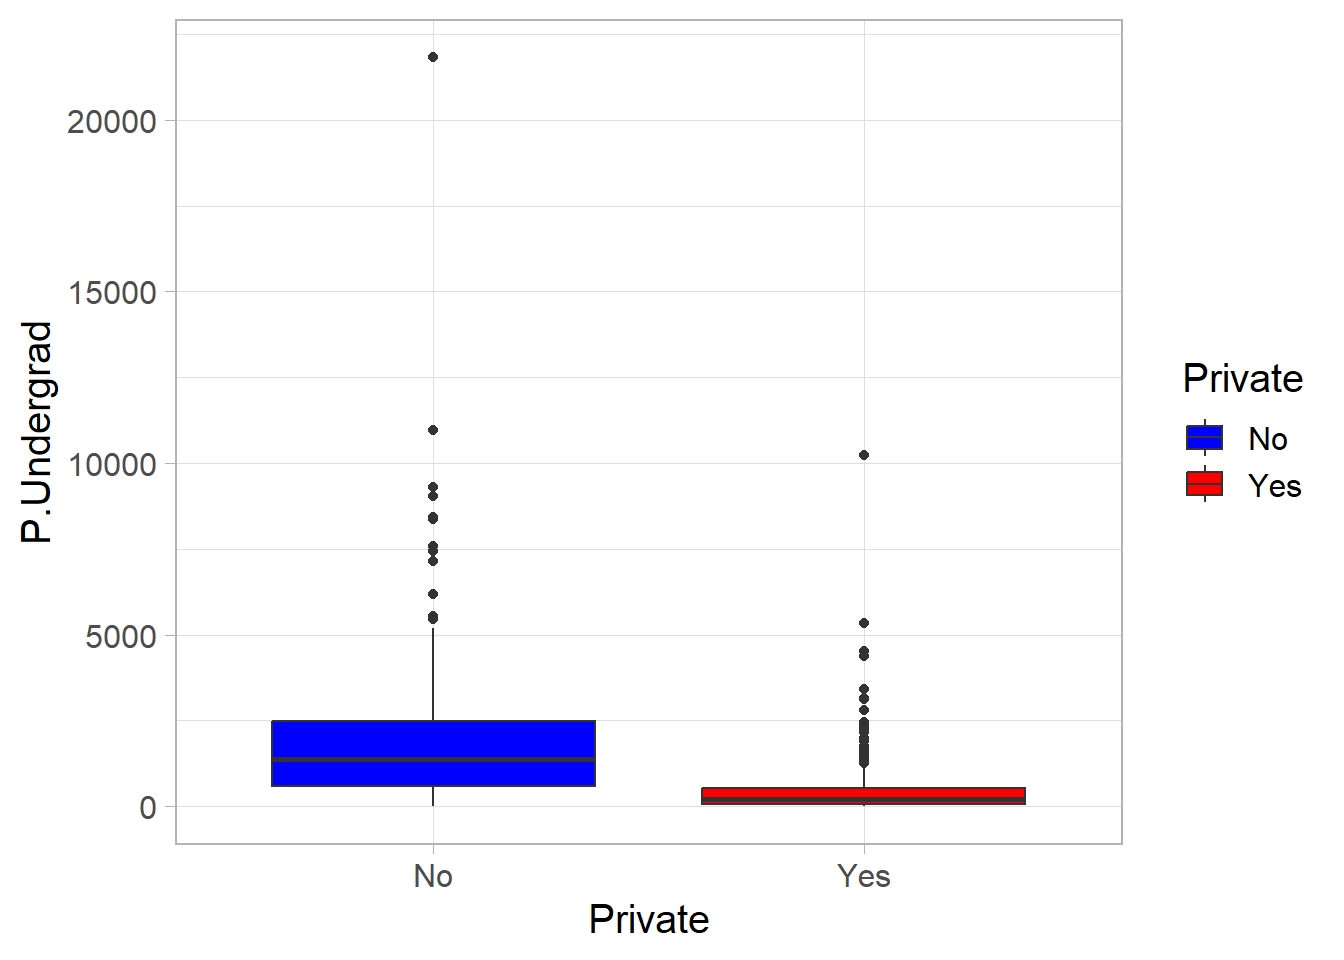 20000
15000
10000
5000
0
P.Undergrad
No
Yes
Private
Private
No
Yes